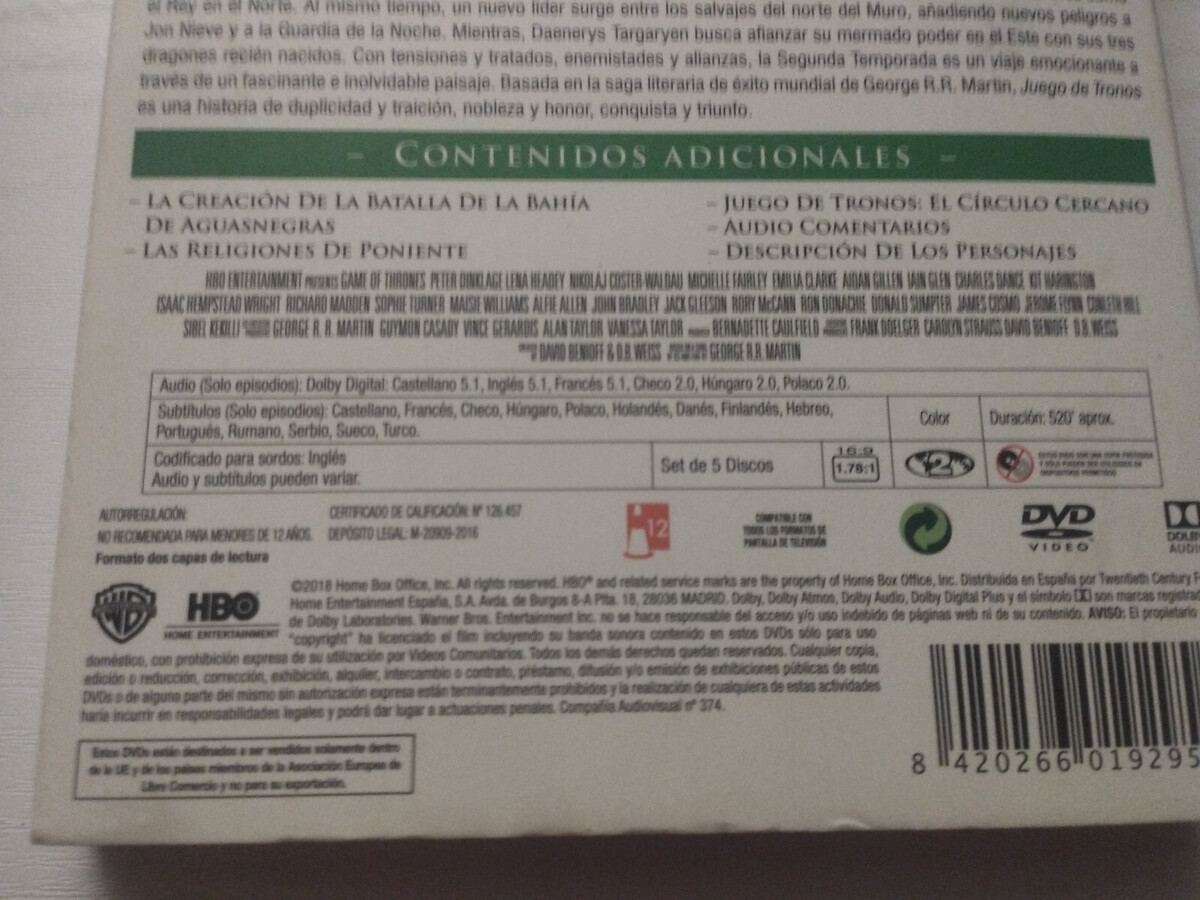 el Rey en el Norte. Al mismo tiempo, un nuevo líder surge entre los salvajes del norte del Muro, añadiendo nuevos peligros a
Jon Nieve y a la Guardia de la Noche. Mientras, Daenerys Targaryen busca afianzar su mermado poder en el Este con sus tres
dragones recién nacidos. Con tensiones y tratados, enemistades y alianzas, la Segunda Temporada es un viaje emocionante a
través de un fascinante e inolvidable paisaje. Basada en la saga literaria de éxito mundial de George R.R. Martin, Juego de Tronos
es una historia de duplicidad y traición, nobleza y honor, conquista y triunfo.
- CONTENIDOS ADICIONALES -
- LA CREACIÓN DE LA BATALLA DE LA BAHÍA
DE AGUASNEGRAS
- LAS RELIGIONES DE PONIENTE
- JUEGO DE TRONOS: EL CÍRCULO CERCANO
- AUDIO COMENTARIOS
- DESCRIPCIÓN DE LOS PERSONAJES
HBO ENTERTAINMENT PRESENTS GAME OF THRONES PETER DINKLAGE LENA HEADEY NIKOLAJ COSTER-WALDAU MICHELLE FAIRLEY EMILIA CLARKE AIDAN GILLEN IAIN GLEN CHARLES DANCE KIT HARINGTON
ISAAC HEMPSTEAD WRIGHT RICHARD MADDEN SOPHIE TURNER MAISIE WILLIAMS ALFIE ALLEN JOHN BRADLEY JACK GLEESON RORY McCANN RON DONACHIE DONALD SUMPTER JAMES COSMO JEROME FLYNN CONLETH HILL
SIBEL KEKILLI GEORGE R. R. MARTIN GUYMON CASADY VINCE GERARDIS ALAN TAYLOR VANESSA TAYLOR BERNADETTE CAULFIELD FRANK DOELGER CAROLYN STRAUSS DAVID BENIOFF D.B. WEISS
DAVID BENIOFF & D.B. WEISS GEORGE R.R. MARTIN
Audio (Solo episodios): Dolby Digital: Castellano 5.1, Inglés 5.1, Francés 5.1, Checo 2.0, Húngaro 2.0, Polaco 2.0.
Subtítulos (Solo episodios): Castellano, Francés, Checo, Húngaro, Polaco, Holandés, Danés, Finlandés, Hebreo,
Portugués, Rumano, Serbio, Sueco, Turco.
Color
Duración: 520' aprox.
Codificado para sordos: Inglés
Audio y subtítulos pueden variar.
Set de 5 Discos
16:9
1.78:1
2
AUTORREGULACIÓN:
NO RECOMENDADA PARA MENORES DE 12 AÑOS.
CERTIFICADO DE CALIFICACIÓN: Nº 126.457
DEPÓSITO LEGAL: M-20909-2016
Formato dos capas de lectura
12
COMPATIBLE CON
TODOS LOS FORMATOS DE
PANTALLA DE TELEVISIÓN
DVD
VIDEO
DOLBY
AUDIO
WB
HBO
HOME ENTERTAINMENT
©2018 Home Box Office, Inc. All rights reserved. HBO® and related service marks are the property of Home Box Office, Inc. Distribuida en España por Twentieth Century F
Home Entertainment España, S.A. Avda. de Burgos 8-A Plta. 18, 28036 MADRID. Dolby, Dolby Atmos, Dolby Audio, Dolby Digital Plus y el símbolo son marcas registrad
de Dolby Laboratories. Warner Bros. Entertainment Inc. no se hace responsable del acceso y/o uso indebido de páginas web ni de su contenido. AVISO: El propietario
"copyright" ha licenciado el film incluyendo su banda sonora contenido en estos DVDs sólo para uso
doméstico, con prohibición expresa de su utilización por Videos Comunitarios. Todos los demás derechos quedan reservados. Cualquier copia,
edición o reducción, corrección, exhibición, alquiler, intercambio o contrato, préstamo, difusión y/o emisión de exhibiciones públicas de estos
DVDs o de alguna parte del mismo sin autorización expresa están terminantemente prohibidos y la realización de cualquiera de estas actividades
haría incurrir en responsabilidades legales y podrá dar lugar a actuaciones penales. Compañía Audiovisual nº 374.
Estos DVDs están destinados a ser vendidos solamente dentro
de la UE y de los países miembros de la Asociación Europea de
Libre Comercio y no para su exportación.
8 420266 019295